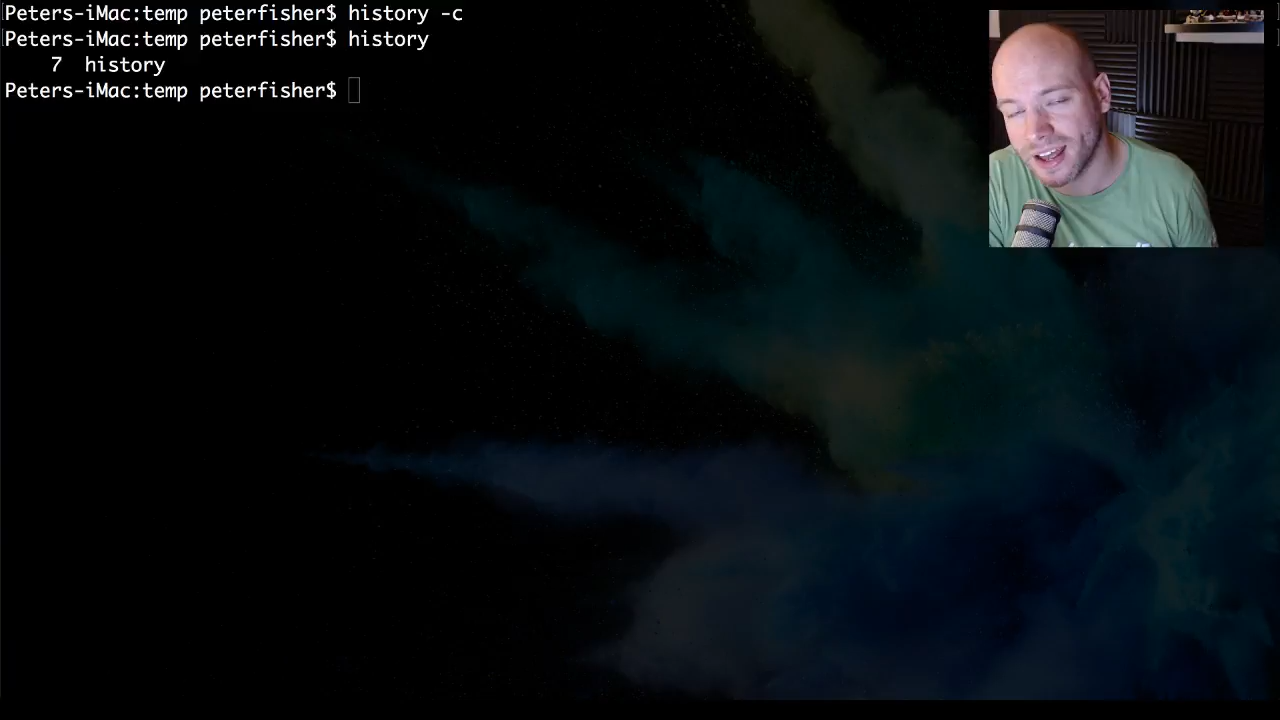 Peters-iMac:temp peterfisher$ history -c
Peters-iMac:temp peterfisher$ history
    7  history
Peters-iMac:temp peterfisher$